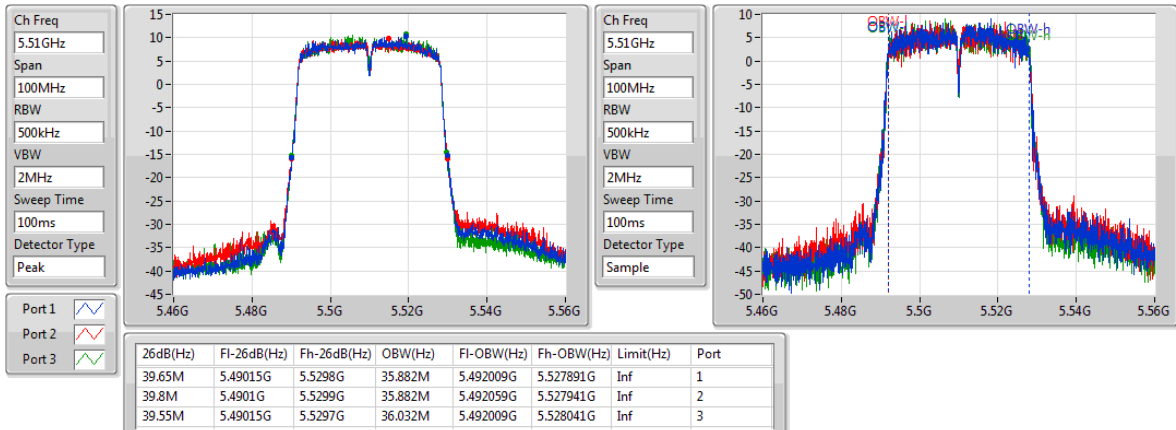 Ch Freq
5.51GHz
Span
100MHz
RBW
500kHz
VBW
2MHz
Sweep Time
100ms
Detector Type
Peak
Port 1
Port 2
Port 3
15
10
5
0
-5
-10
-15
-20
-25
-30
-35
-40
-45
5.46G 5.48G 5.5G 5.52G 5.54G 5.56G
Ch Freq
5.51GHz
Span
100MHz
RBW
500kHz
VBW
2MHz
Sweep Time
100ms
Detector Type
Sample
10
5
0
-5
-10
-15
-20
-25
-30
-35
-40
-45
-50
OBW-h
5.46G 5.48G 5.5G 5.52G 5.54G 5.56G
26dB(Hz) Fl-26dB(Hz) Fh-26dB(Hz) OBW(Hz) Fl-OBW(Hz) Fh-OBW(Hz) Limit(Hz) Port
39.65M 5.49015G 5.5298G 35.882M 5.492009G 5.527891G Inf 1
39.8M 5.4901G 5.5299G 35.882M 5.492059G 5.527941G Inf 2
39.55M 5.49015G 5.5297G 36.032M 5.492009G 5.528041G Inf 3